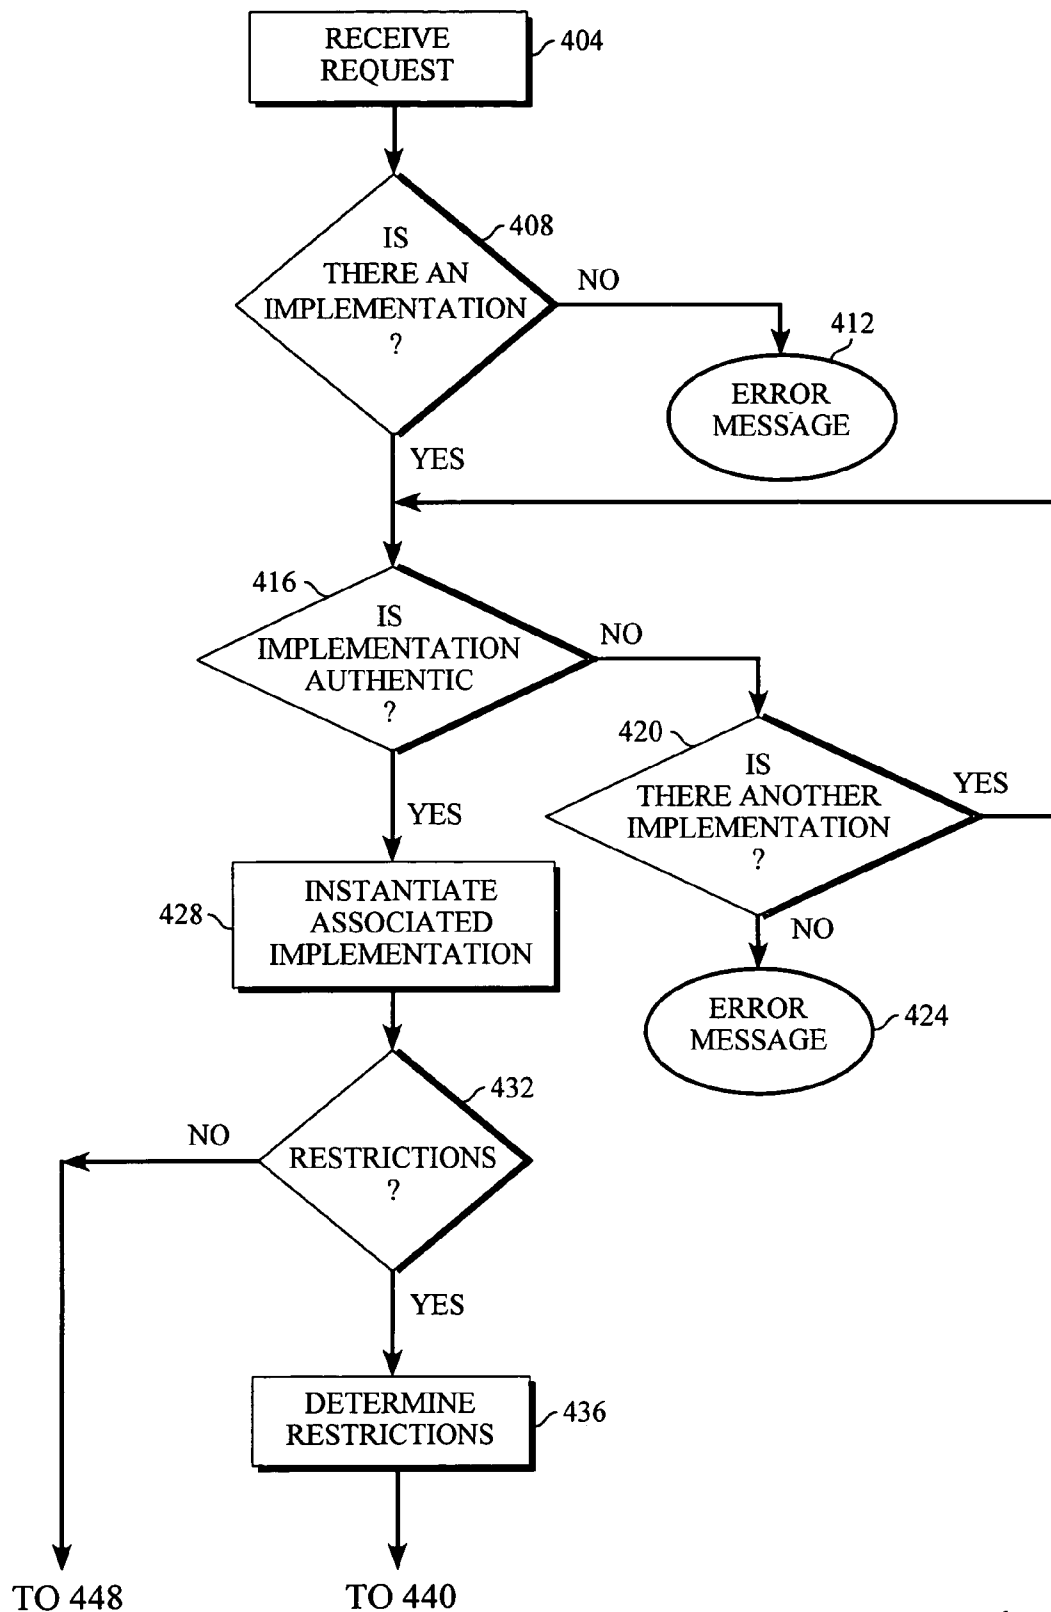 RECEIVE
REQUEST
404
IS
THERE AN
IMPLEMENTATION
?
408
NO
412
ERROR
MESSAGE
YES
416
IS
IMPLEMENTATION
AUTHENTIC
?
NO
420
IS
THERE ANOTHER
IMPLEMENTATION
?
YES
YES
NO
428
INSTANTIATE
ASSOCIATED
IMPLEMENTATION
ERROR
MESSAGE
424
432
NO
RESTRICTIONS
?
YES
DETERMINE
RESTRICTIONS
436
TO 448
TO 440